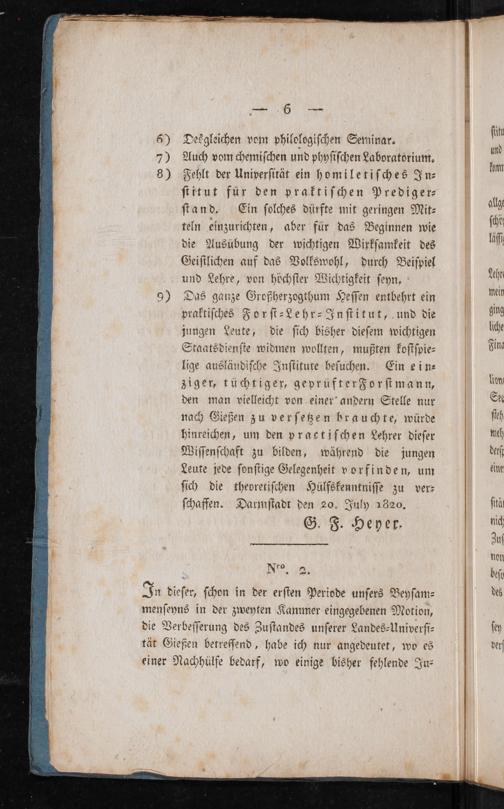 — 6 —
6) Desgleichen vom philologischen Seminar.
7) Auch vom chemischen und physischen Laboratorium.
8) Fehlt der Universität ein homiletisches In-
stitut für den praktischen Prediger-
stand. Ein solches dürfte mit geringen Mit-
teln einzurichten, aber für das Beginnen wie
die Ausübung der wichtigen Wirksamkeit des
Geistlichen auf das Volkswohl, durch Beispiel
und Lehre, von höchster Wichtigkeit seyn.
9) Das ganze Großherzogthum Hessen entbehrt ein
praktisches Forst-Lehr-Institut, und die
jungen Leute, die sich bisher diesem wichtigen
Staatsdienste widmen wollten, mußten kostspie-
lige ausländische Institute besuchen. Ein ein-
ziger, tüchtiger, geprüfter Forstmann,
den man vielleicht von einer andern Stelle nur
nach Gießen zu versetzen brauchte, würde
hinreichen, um den practischen Lehrer dieser
Wissenschaft zu bilden, während die jungen
Leute jede sonstige Gelegenheit vorfinden, um
sich die theoretischen Hülfskenntnisse zu ver-
schaffen. Darmstadt den 20. July 1820.
G. F. Heyer.
Nro. 2.
In dieser, schon in der ersten Periode unsers Beysam-
menseyns in der zweyten Kammer eingegebenen Motion,
die Verbesserung des Zustandes unserer Landes-Universi-
tät Gießen betreffend, habe ich nur angedeutet, wo es
einer Nachhülfe bedarf, wo einige bisher fehlende In-